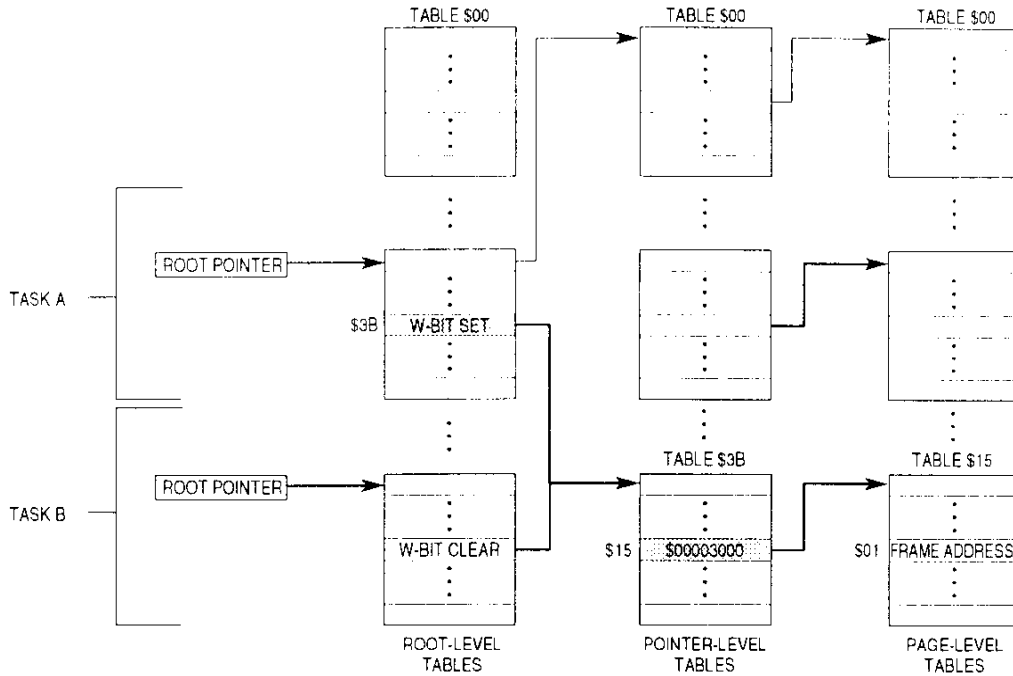 TABLE $00
TABLE $00
TABLE $00
TASK A
ROOT POINTER
$3B
W-BIT SET
TASK B
ROOT POINTER
W-BIT CLEAR
TABLE $3B
$15
$00003000
TABLE $15
$01
FRAME ADDRESS
ROOT-LEVEL
TABLES
POINTER-LEVEL
TABLES
PAGE-LEVEL
TABLES